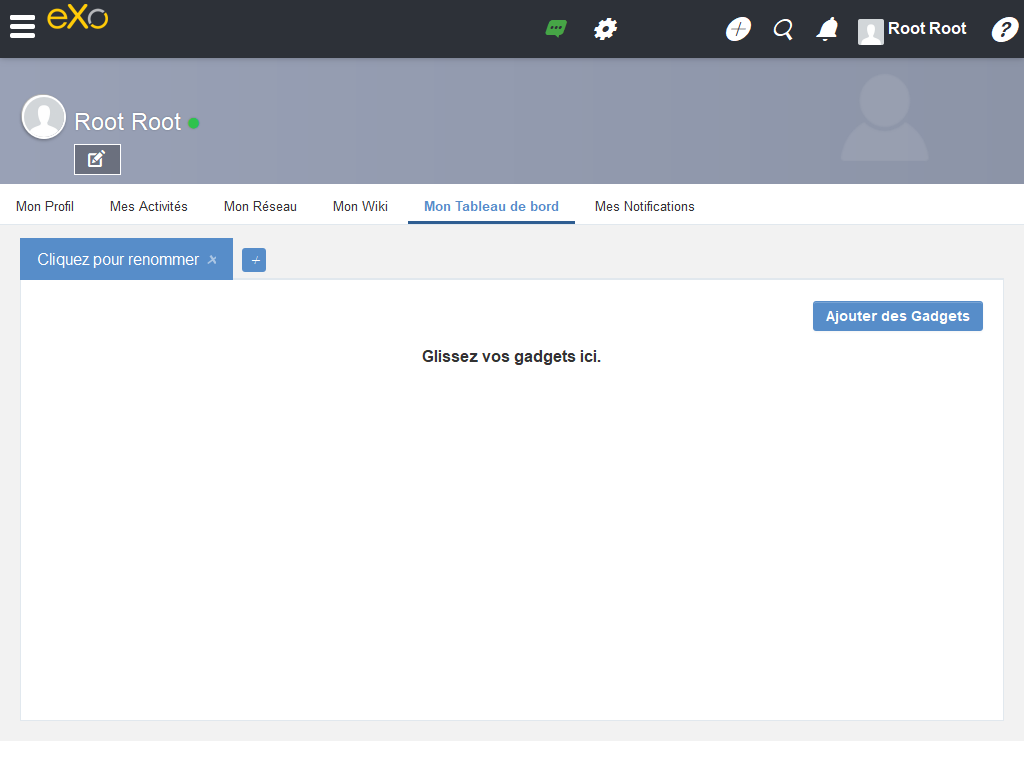 eXo
Root Root
?
Root Root
Mon Profil
Mes Activités
Mon Réseau
Mon Wiki
Mon Tableau de bord
Mes Notifications
Cliquez pour renommer
Ajouter des Gadgets
Glissez vos gadgets ici.